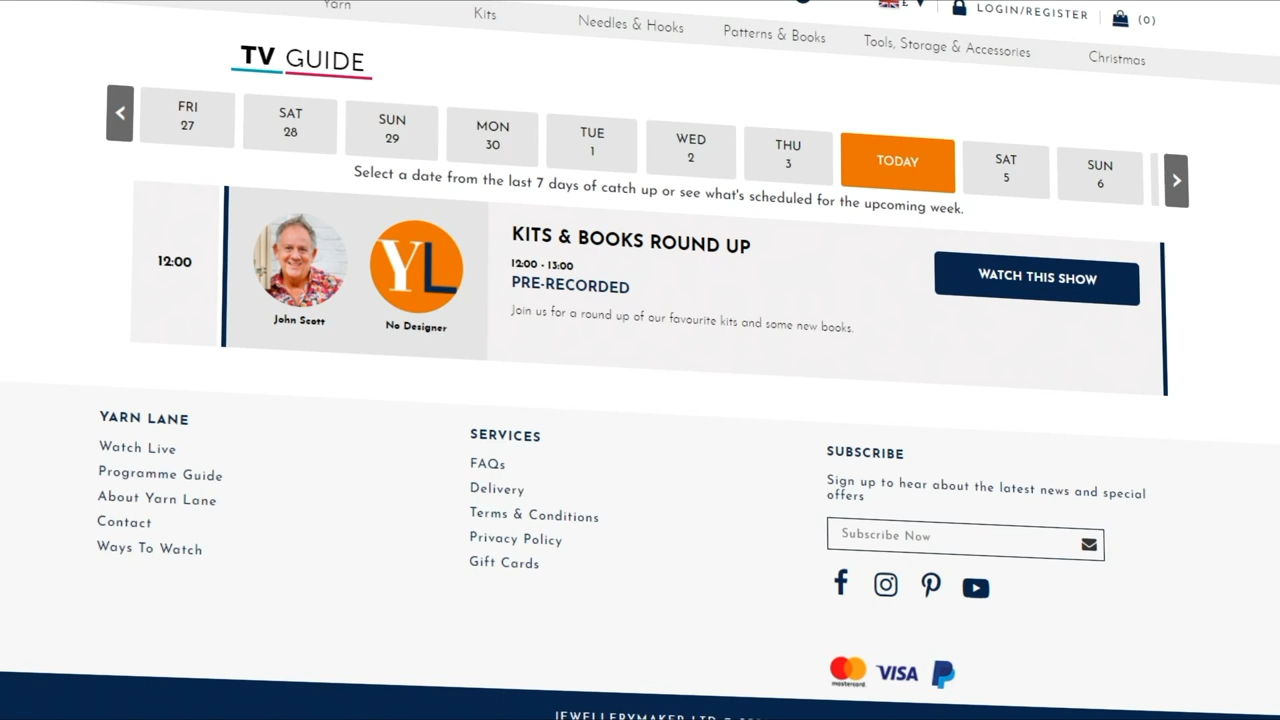 Yarn
Kits
Needles & Hooks
Patterns & Books
Tools, Storage & Accessories
Christmas
£
LOGIN/REGISTER
(0)
TV GUIDE
FRI
27
SAT
28
SUN
29
MON
30
TUE
1
WED
2
THU
3
TODAY
SAT
5
SUN
6
Select a date from the last 7 days of catch up or see what's scheduled for the upcoming week.
12:00
John Scott
YL
No Designer
KITS & BOOKS ROUND UP
12:00 - 13:00
PRE-RECORDED
Join us for a round up of our favourite kits and some new books.
WATCH THIS SHOW
YARN LANE
Watch Live
Programme Guide
About Yarn Lane
Contact
Ways To Watch
SERVICES
FAQs
Delivery
Terms & Conditions
Privacy Policy
Gift Cards
SUBSCRIBE
Sign up to hear about the latest news and special
offers
Subscribe Now
mastercard
VISA
JEWELLERYMAKER LTD ©